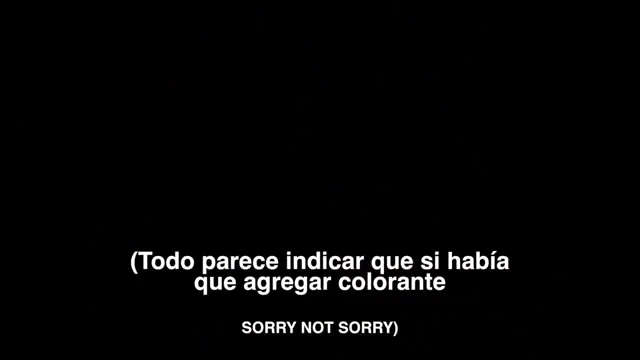 (Todo parece indicar que si había
que agregar colorante
SORRY NOT SORRY)